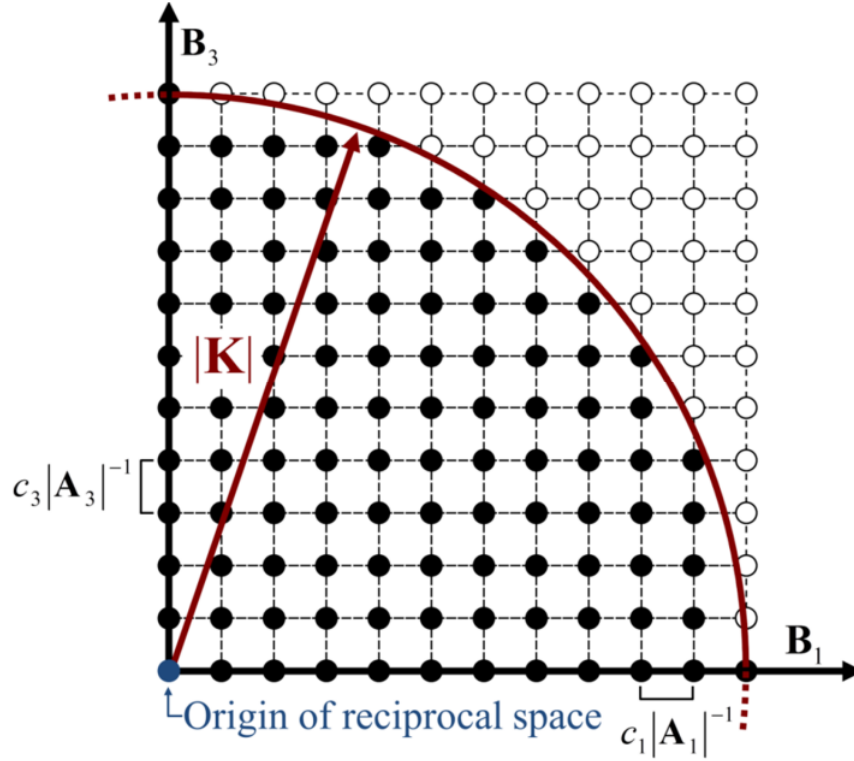 B₃
|K|
c₃|A₃|⁻¹
B₁
Origin of reciprocal space
c₁|A₁|⁻¹